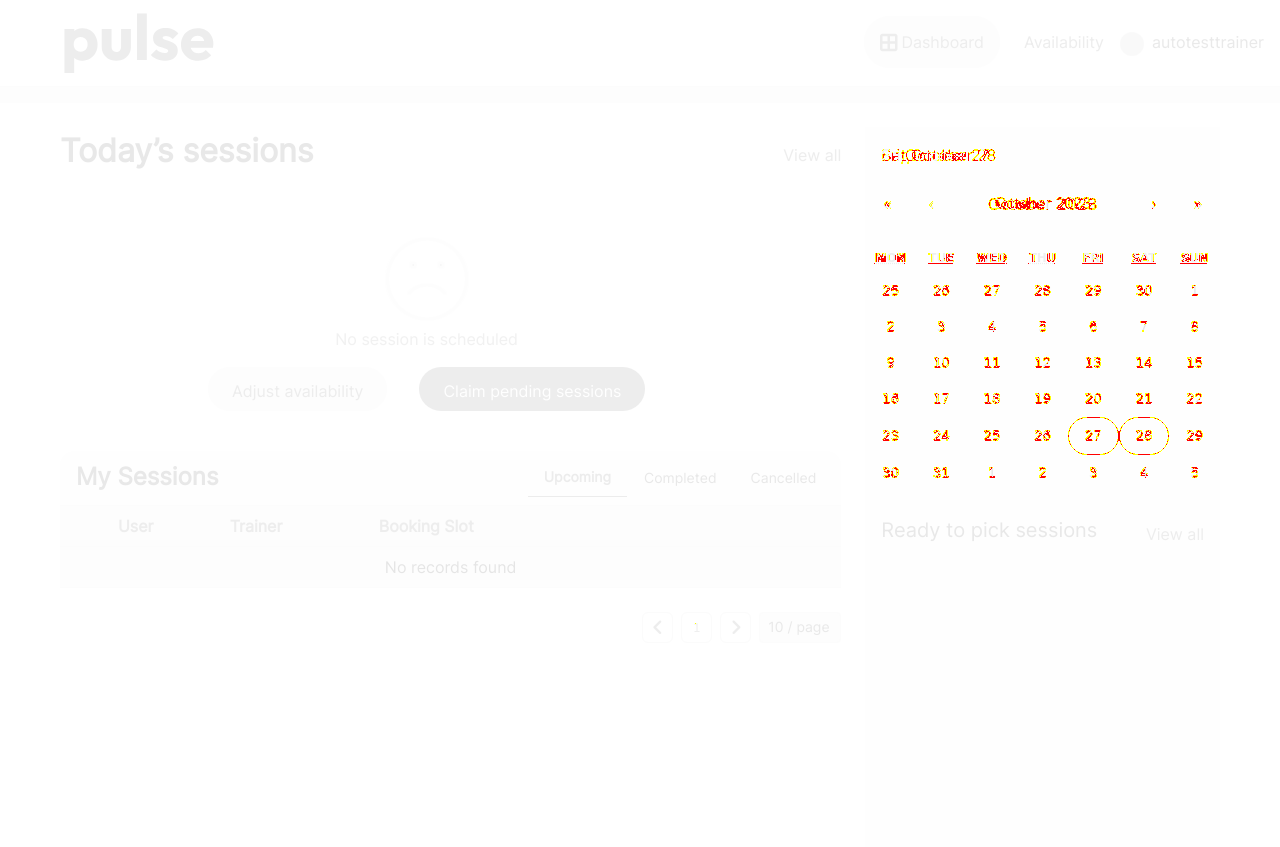 pulse
Dashboard Availability autotesttrainer
Today’s sessions View all
October
« ‹ October › »
MON TUE WED THU FRI SAT SUN
25 26 27 28 29 30 1
2 3 4 5 6 7 8
9 10 11 12 13 14 15
16 17 18 19 20 21 22
23 24 25 26 27 28 29
30 31 1 2 3 4 5
No session is scheduled
Adjust availability Claim pending sessions
My Sessions Upcoming Completed Cancelled
User Trainer Booking Slot
No records found
1 10 / page
Ready to pick sessions View all